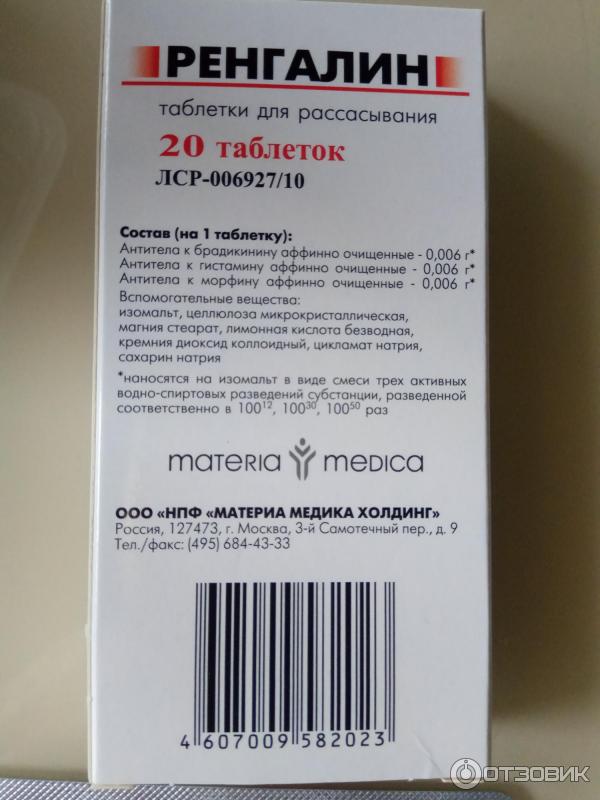 РЕНГАЛИН
таблетки для рассасывания
20 таблеток
ЛСР-006927/10
Состав (на 1 таблетку):
Антитела к брадикинину аффинно очищенные - 0,006 г*
Антитела к гистамину аффинно очищенные - 0,006 г*
Антитела к морфину аффинно очищенные - 0,006 г*
Вспомогательные вещества:
изомальт, целлюлоза микрокристаллическая,
магния стеарат, лимонная кислота безводная,
кремния диоксид коллоидный, цикламат натрия,
сахарин натрия
*наносятся на изомальт в виде смеси трех активных
водно-спиртовых разведений субстанции, разведенной
соответственно в 100¹², 100³⁰, 100⁵⁰ раз
materia medica
ООО «НПФ «МАТЕРИА МЕДИКА ХОЛДИНГ»
Россия, 127473, г. Москва, 3-й Самотечный пер., д. 9
Тел./факс: (495) 684-43-33
4 607009 582023
ОТЗОВИК